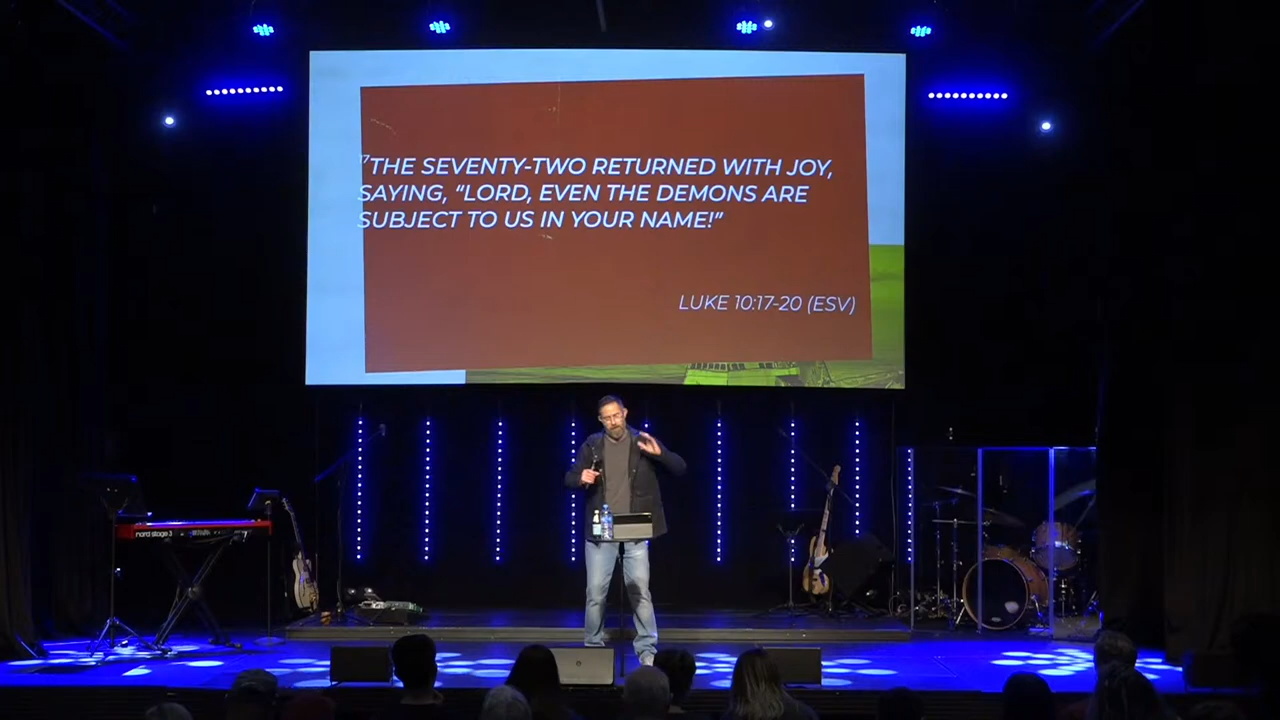 17THE SEVENTY-TWO RETURNED WITH JOY,
SAYING, “LORD, EVEN THE DEMONS ARE
SUBJECT TO US IN YOUR NAME!”
LUKE 10:17-20 (ESV)
nord stage 3